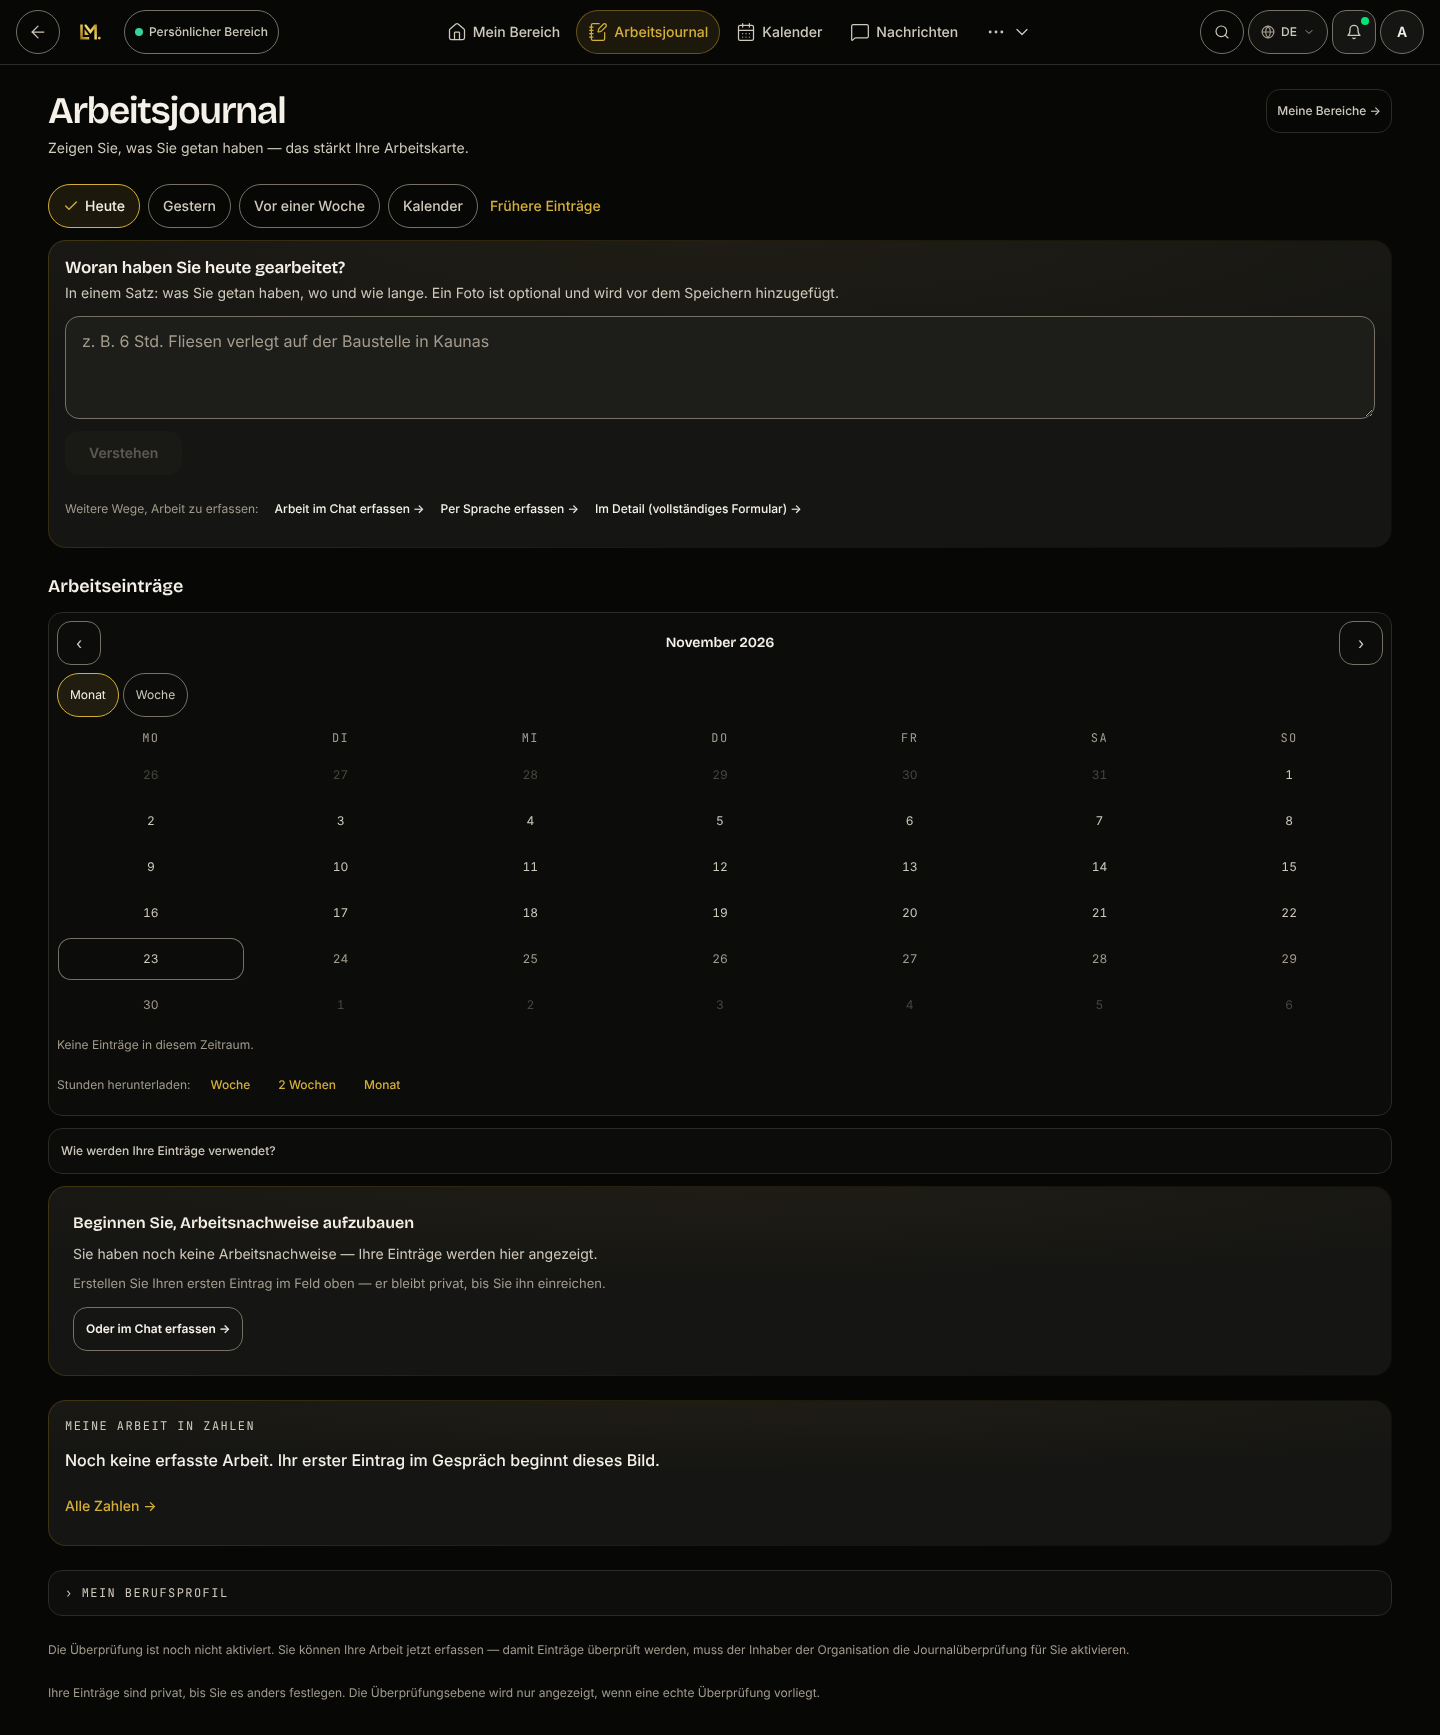 LM.
Persönlicher Bereich
Mein Bereich
Arbeitsjournal
Kalender
Nachrichten
DE
A
Arbeitsjournal
Meine Bereiche →
Zeigen Sie, was Sie getan haben — das stärkt Ihre Arbeitskarte.
Heute
Gestern
Vor einer Woche
Kalender
Frühere Einträge
Woran haben Sie heute gearbeitet?
In einem Satz: was Sie getan haben, wo und wie lange. Ein Foto ist optional und wird vor dem Speichern hinzugefügt.
z. B. 6 Std. Fliesen verlegt auf der Baustelle in Kaunas
Verstehen
Weitere Wege, Arbeit zu erfassen: Arbeit im Chat erfassen → Per Sprache erfassen → Im Detail (vollständiges Formular) →
Arbeitseinträge
‹ November 2026 ›
Monat Woche
MO DI MI DO FR SA SO
26 27 28 29 30 31 1
2 3 4 5 6 7 8
9 10 11 12 13 14 15
16 17 18 19 20 21 22
23 24 25 26 27 28 29
30 1 2 3 4 5 6
Keine Einträge in diesem Zeitraum.
Stunden herunterladen: Woche 2 Wochen Monat
Wie werden Ihre Einträge verwendet?
Beginnen Sie, Arbeitsnachweise aufzubauen
Sie haben noch keine Arbeitsnachweise — Ihre Einträge werden hier angezeigt.
Erstellen Sie Ihren ersten Eintrag im Feld oben — er bleibt privat, bis Sie ihn einreichen.
Oder im Chat erfassen →
MEINE ARBEIT IN ZAHLEN
Noch keine erfasste Arbeit. Ihr erster Eintrag im Gespräch beginnt dieses Bild.
Alle Zahlen →
› MEIN BERUFSPROFIL
Die Überprüfung ist noch nicht aktiviert. Sie können Ihre Arbeit jetzt erfassen — damit Einträge überprüft werden, muss der Inhaber der Organisation die Journalüberprüfung für Sie aktivieren.
Ihre Einträge sind privat, bis Sie es anders festlegen. Die Überprüfungsebene wird nur angezeigt, wenn eine echte Überprüfung vorliegt.